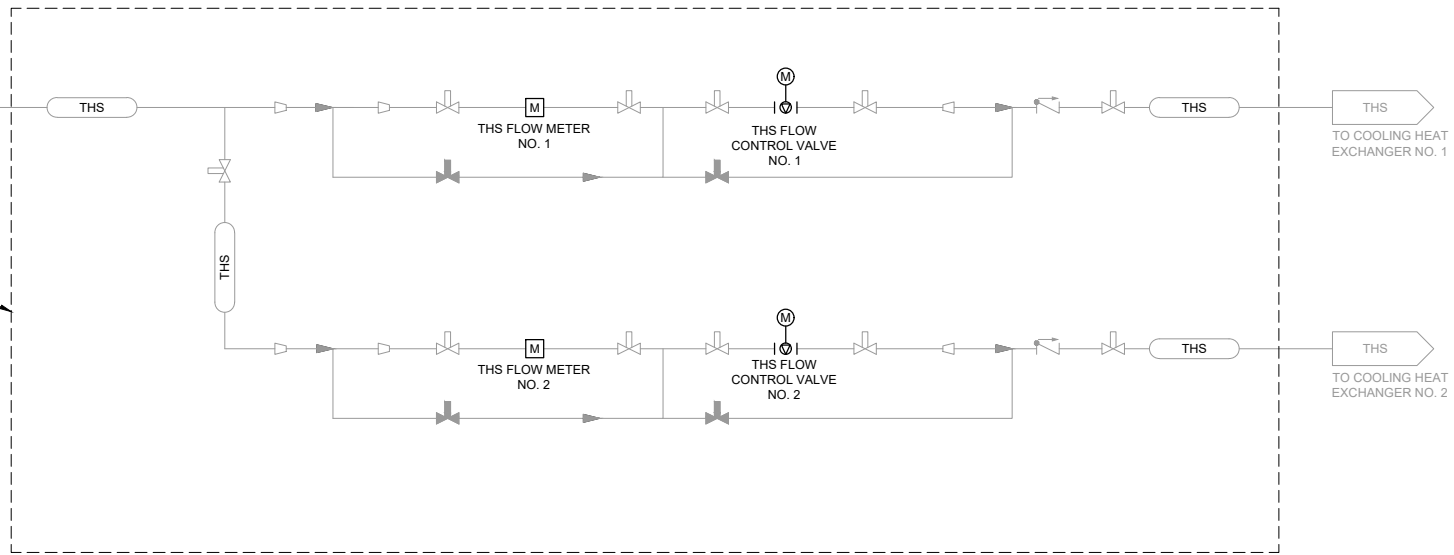 M
THS
M
THS
THS
THS FLOW METER
NO. 1
THS FLOW
CONTROL VALVE
NO. 1
TO COOLING HEAT
EXCHANGER NO. 1
THS
M
M
THS
THS
THS FLOW METER
NO. 2
THS FLOW
CONTROL VALVE
NO. 2
TO COOLING HEAT
EXCHANGER NO. 2